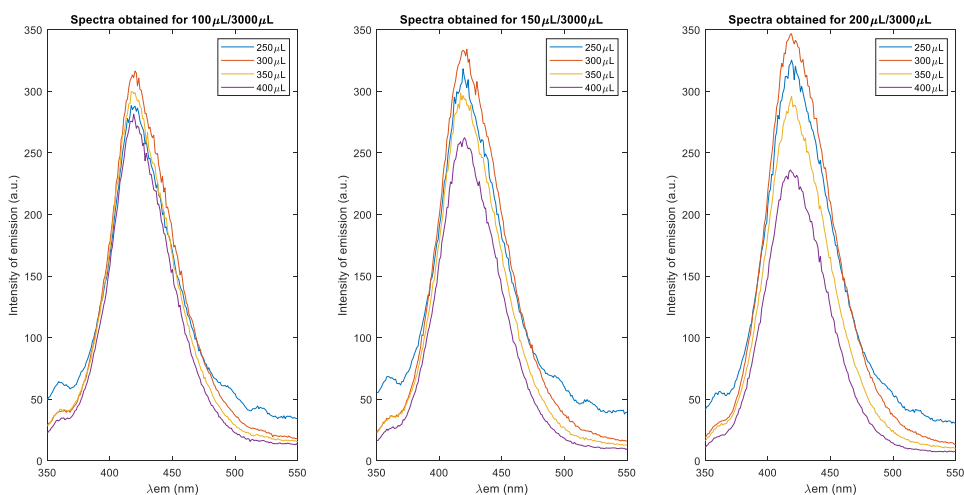 Spectra obtained for 100μL/3000μL
350
300
250
200
150
100
50
0
350
400
450
500
550
Intensity of emission (a.u.)
λem (nm)
250μL
300μL
350μL
400μL
Spectra obtained for 150μL/3000μL
350
300
250
200
150
100
50
0
350
400
450
500
550
Intensity of emission (a.u.)
λem (nm)
250μL
300μL
350μL
400μL
Spectra obtained for 200μL/3000μL
350
300
250
200
150
100
50
0
350
400
450
500
550
Intensity of emission (a.u.)
λem (nm)
250μL
300μL
350μL
400μL